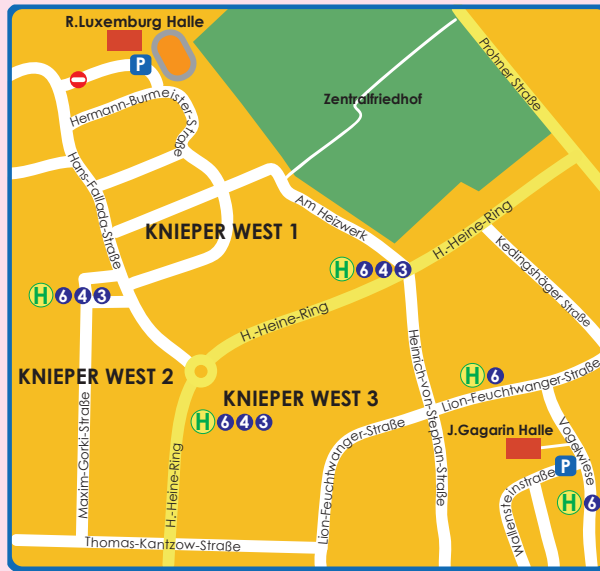 R.Luxemburg Halle
P
Prohner Straße
Hermann-Burmeister-Straße
Zentralfriedhof
Hans-Fallada-Straße
Am Heizwerk
KNIEPER WEST 1
H.-Heine-Ring
Kedingshäger Straße
H 6 4 3
H 6 4 3
H.-Heine-Ring
Heinrich-von-Stephan-Straße
KNIEPER WEST 2
KNIEPER WEST 3
H 6
Lion-Feuchtwanger-Straße
H 6 4 3
Maxim-Gorki-Straße
H.-Heine-Ring
Lion-Feuchtwanger-Straße
J.Gagarin Halle
Vogelwiese
P
Wallensteinstraße
H 6
Thomas-Kantzow-Straße